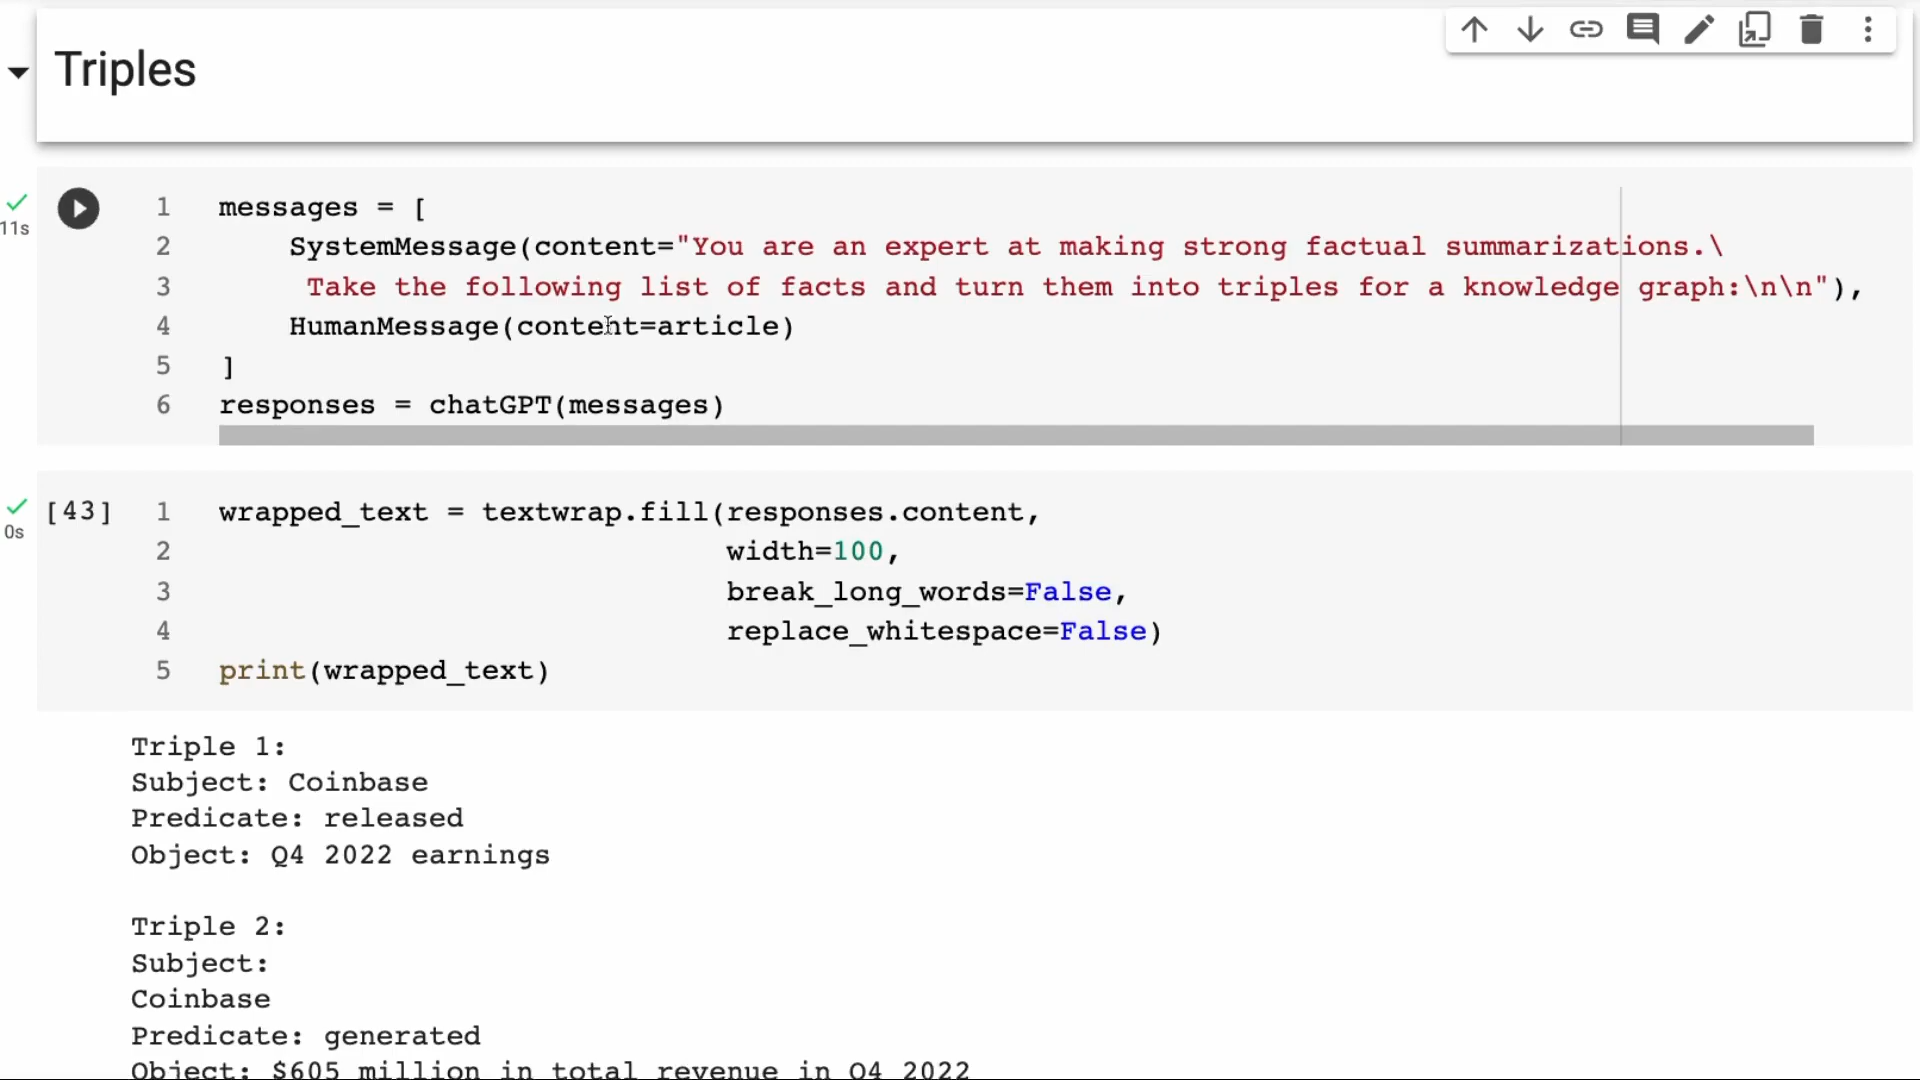 Triples
11s
1 messages = [
2 SystemMessage(content="You are an expert at making strong factual summarizations.\
3 Take the following list of facts and turn them into triples for a knowledge graph:\n\n"),
4 HumanMessage(content=article)
5 ]
6 responses = chatGPT(messages)
0s
[43] 1 wrapped_text = textwrap.fill(responses.content,
2 width=100,
3 break_long_words=False,
4 replace_whitespace=False)
5 print(wrapped_text)
Triple 1:
Subject: Coinbase
Predicate: released
Object: Q4 2022 earnings
Triple 2:
Subject:
Coinbase
Predicate: generated
Object: $605 million in total revenue in Q4 2022